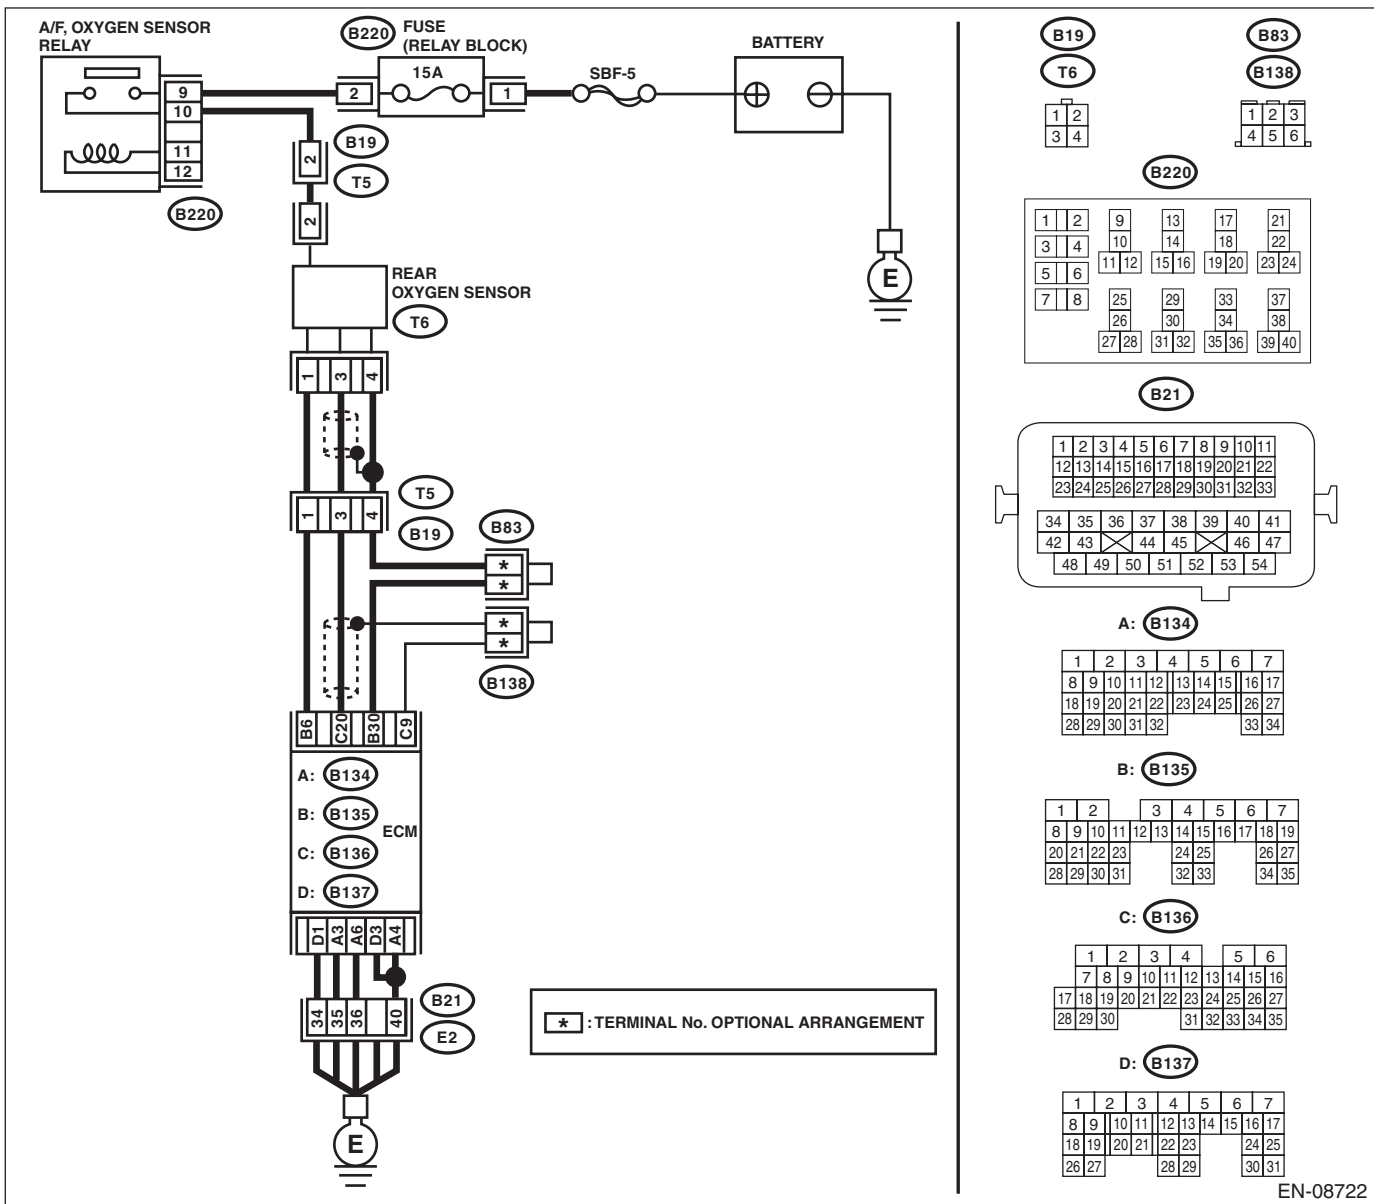 A/F, OXYGEN SENSOR
RELAY
B220
FUSE
(RELAY BLOCK)
BATTERY
15A
SBF-5
9
10
11
12
2
1
B220
2
B19
T5
2
REAR
OXYGEN SENSOR
T6
E
1 3 4
T5
B19
1 3 4
B83
*
*
*
*
B138
B6 C20 B30 C9
A: B134
B: B135
C: B136
D: B137
ECM
D1 A3 A6 D3 A4
34 35 36 40
B21
E2
E
* : TERMINAL No. OPTIONAL ARRANGEMENT
B19
T6
1 2
3 4
B83
B138
1 2 3
4 5 6
B220
1 2 9 13 17 21
3 4 10 14 18 22
5 6 11 12 15 16 19 20 23 24
7 8 25 29 33 37
26 30 34 38
27 28 31 32 35 36 39 40
B21
1 2 3 4 5 6 7 8 9 10 11
12 13 14 15 16 17 18 19 20 21 22
23 24 25 26 27 28 29 30 31 32 33
34 35 36 37 38 39 40 41
42 43 44 45 46 47
48 49 50 51 52 53 54
A: B134
1 2 3 4 5 6 7
8 9 10 11 12 13 14 15 16 17
18 19 20 21 22 23 24 25 26 27
28 29 30 31 32 33 34
B: B135
1 2 3 4 5 6 7
8 9 10 11 12 13 14 15 16 17 18 19
20 21 22 23 24 25 26 27
28 29 30 31 32 33 34 35
C: B136
1 2 3 4 5 6
7 8 9 10 11 12 13 14 15 16
17 18 19 20 21 22 23 24 25 26 27
28 29 30 31 32 33 34 35
D: B137
1 2 3 4 5 6 7
8 9 10 11 12 13 14 15 16 17
18 19 20 21 22 23 24 25
26 27 28 29 30 31
EN-08722